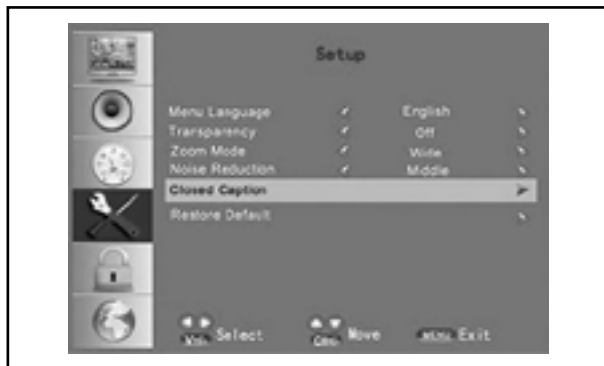 Setup
Menu Language English
Transparency Off
Zoom Mode Wide
Noise Reduction Middle
Closed Caption
Restore Default
Select Move MENU Exit